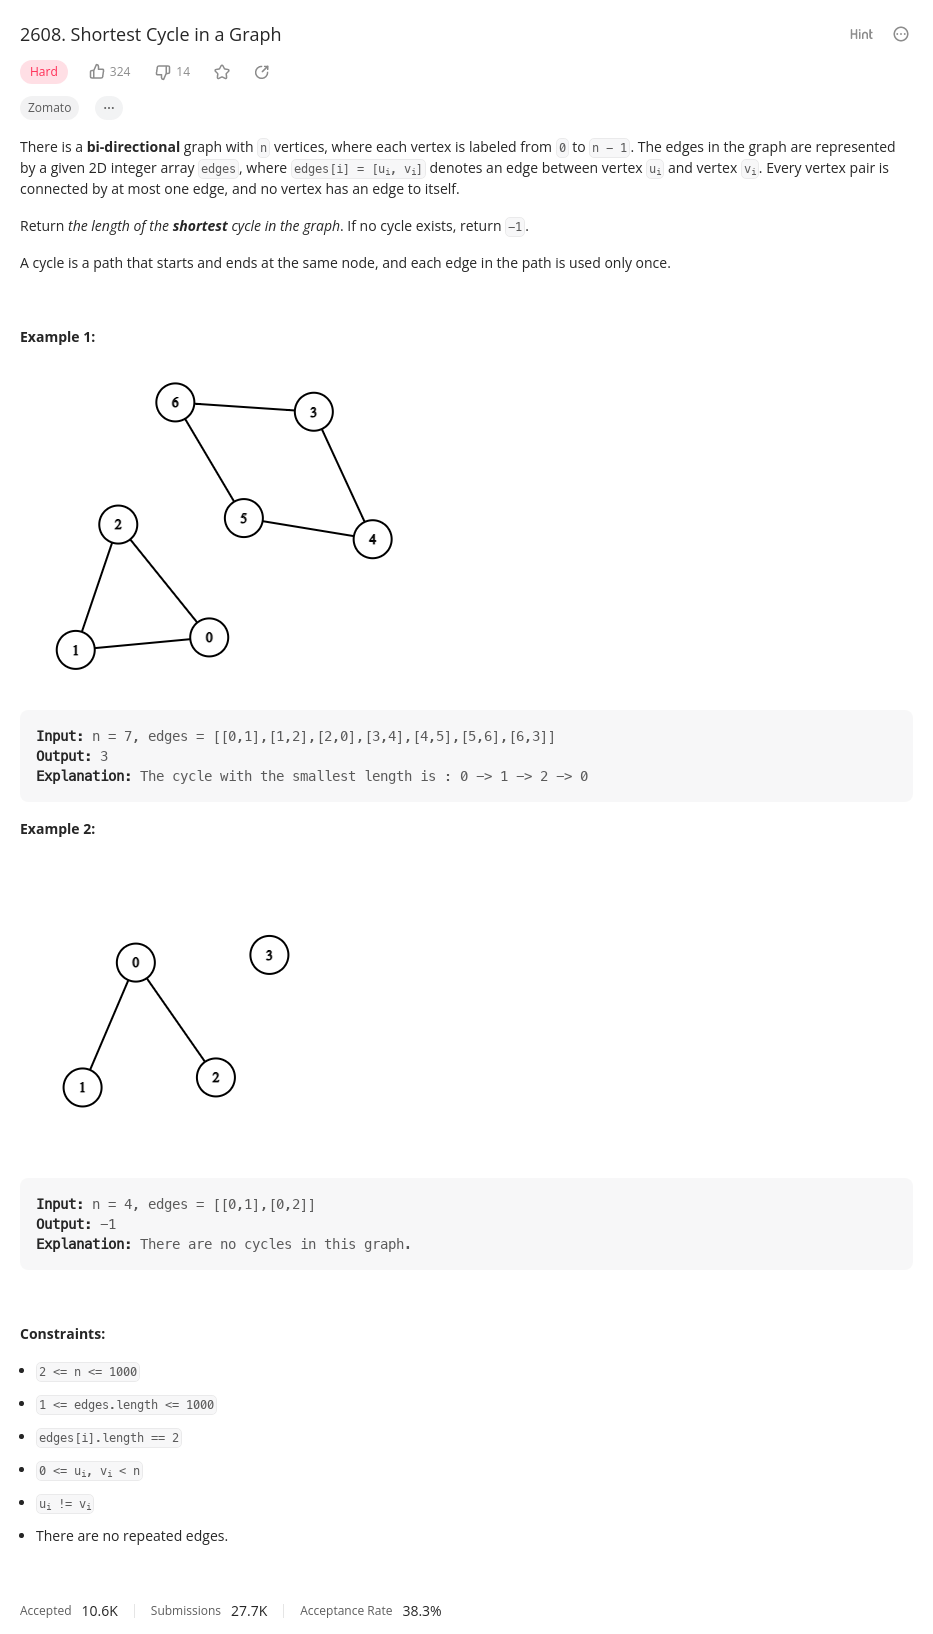 2608. Shortest Cycle in a Graph
Hint
Hard 324 14
Zomato ...
There is a bi-directional graph with n vertices, where each vertex is labeled from 0 to n - 1. The edges in the graph are represented
by a given 2D integer array edges, where edges[i] = [ui, vi] denotes an edge between vertex ui and vertex vi. Every vertex pair is
connected by at most one edge, and no vertex has an edge to itself.
Return the length of the shortest cycle in the graph. If no cycle exists, return -1.
A cycle is a path that starts and ends at the same node, and each edge in the path is used only once.
Example 1:
6
3
5
2
4
0
1
Input: n = 7, edges = [[0,1],[1,2],[2,0],[3,4],[4,5],[5,6],[6,3]]
Output: 3
Explanation: The cycle with the smallest length is : 0 -> 1 -> 2 -> 0
Example 2:
3
0
1
2
Input: n = 4, edges = [[0,1],[0,2]]
Output: -1
Explanation: There are no cycles in this graph.
Constraints:
2 <= n <= 1000
1 <= edges.length <= 1000
edges[i].length == 2
0 <= ui, vi < n
ui != vi
There are no repeated edges.
Accepted 10.6K Submissions 27.7K Acceptance Rate 38.3%